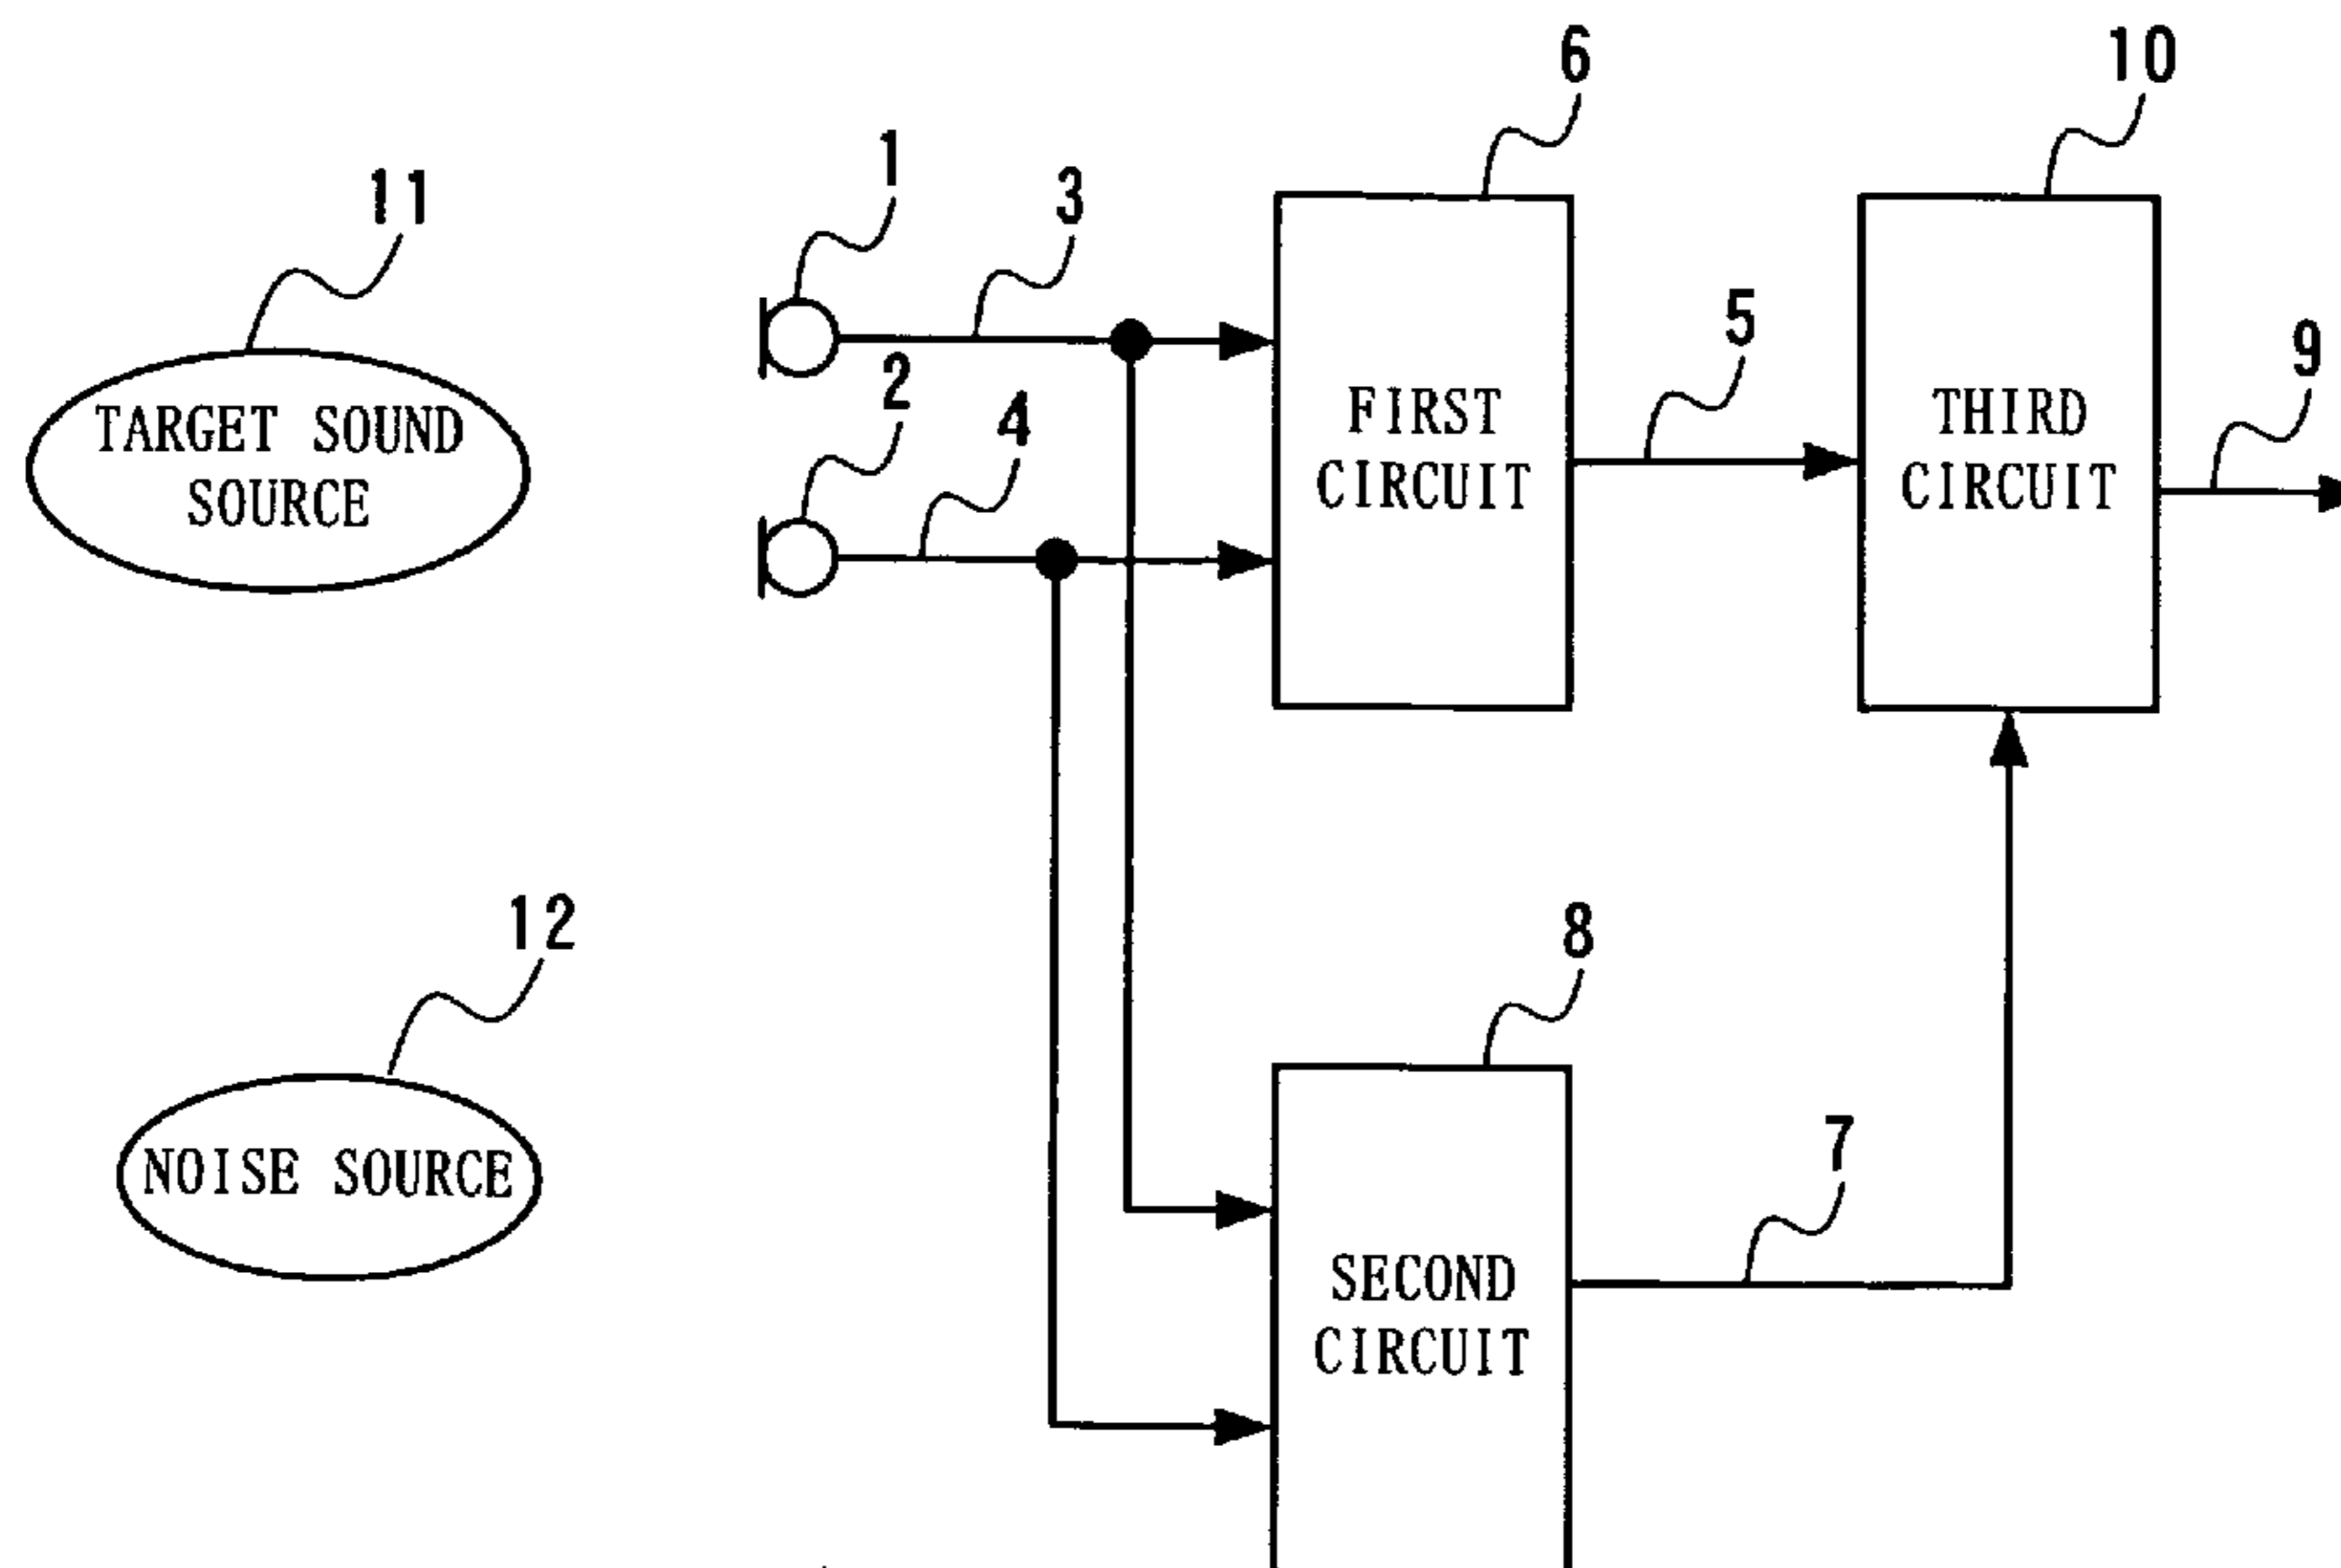 6
10
1
3
11
5
9
2
4
TARGET SOUND
SOURCE
FIRST
CIRCUIT
THIRD
CIRCUIT
12
8
7
NOISE SOURCE
SECOND
CIRCUIT